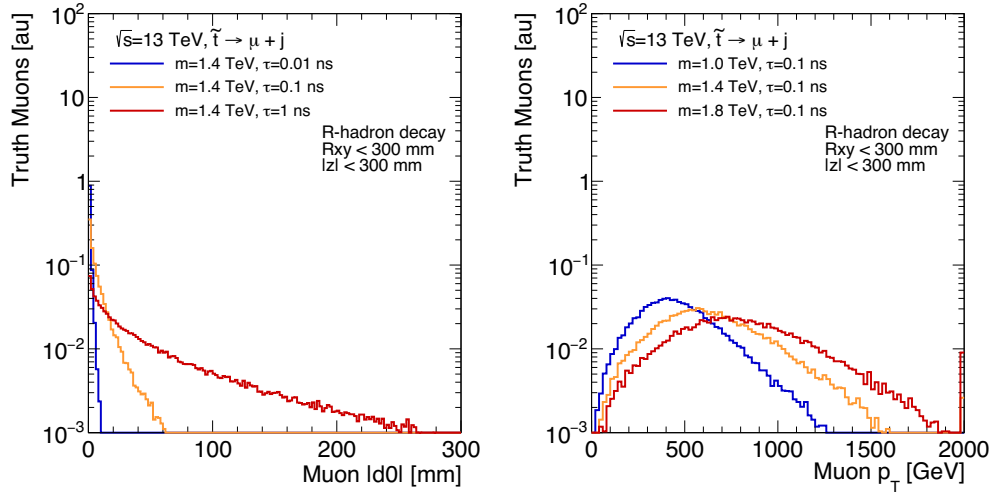 Truth Muons [au]
10²
10
1
10⁻¹
10⁻²
10⁻³
√s=13 TeV, t̃ → μ + j
m=1.4 TeV, τ=0.01 ns
m=1.4 TeV, τ=0.1 ns
m=1.4 TeV, τ=1 ns
R-hadron decay
Rxy < 300 mm
|z| < 300 mm
0 100 200 300
Muon |d0| [mm]
Truth Muons [au]
10²
10
1
10⁻¹
10⁻²
10⁻³
√s=13 TeV, t̃ → μ + j
m=1.0 TeV, τ=0.1 ns
m=1.4 TeV, τ=0.1 ns
m=1.8 TeV, τ=0.1 ns
R-hadron decay
Rxy < 300 mm
|z| < 300 mm
0 500 1000 1500 2000
Muon p_T [GeV]